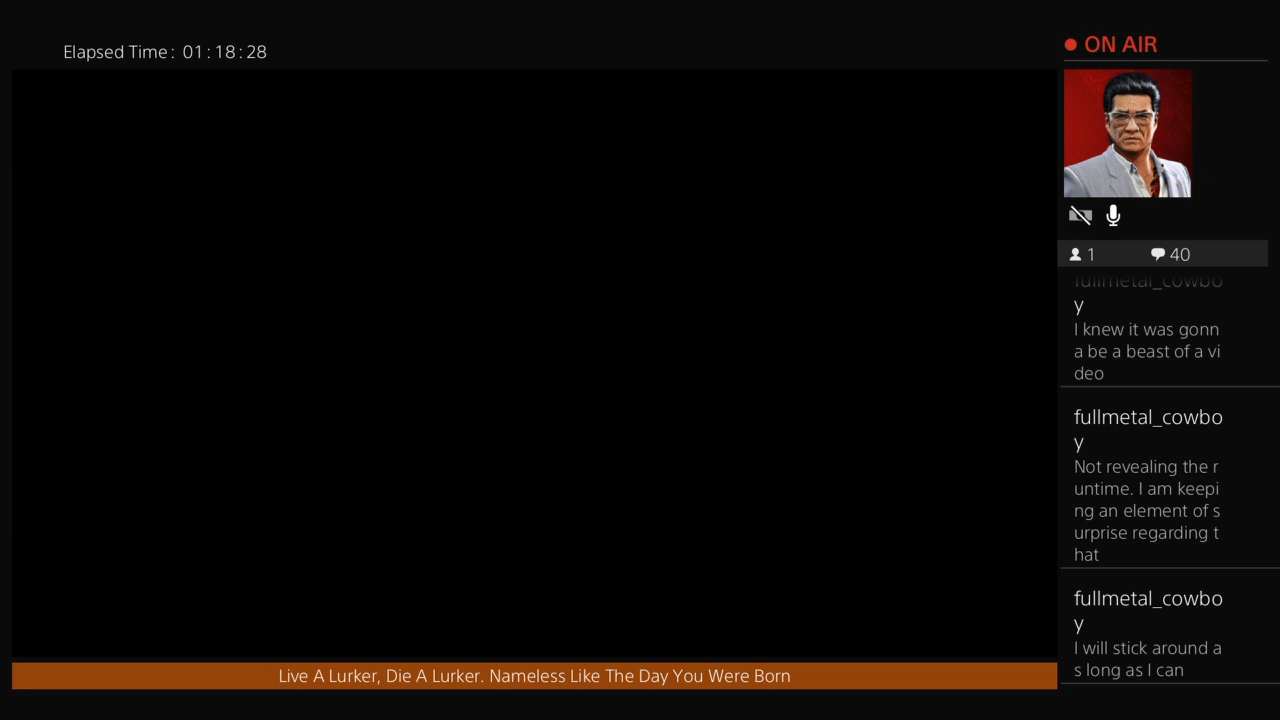 Elapsed Time: 01:18:28
ON AIR
1 40
fullmetal_cowbo
y
I knew it was gonn
a be a beast of a vi
deo
fullmetal_cowbo
y
Not revealing the r
untime. I am keepi
ng an element of s
urprise regarding t
hat
fullmetal_cowbo
y
I will stick around a
s long as I can
Live A Lurker, Die A Lurker. Nameless Like The Day You Were Born